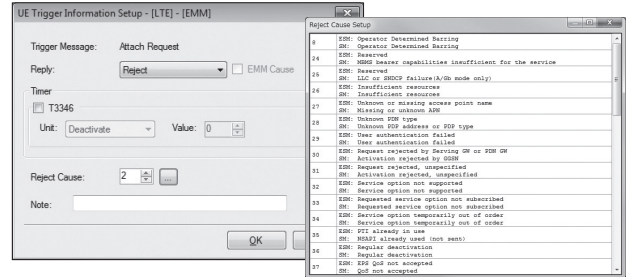 UE Trigger Information Setup - [LTE] - [EMM]
Trigger Message: Attach Request
Reply: Reject EMM Cause
Timer
T3346
Unit: Deactivate Value: 0
Reject Cause: 2 ...
Note:
OK
Reject Cause Setup
8 ESM: Operator Determined Barring
SM: Operator Determined Barring
24 ESM: Reserved
SM: MBMS bearer capabilities insufficient for the service
25 ESM: Reserved
SM: LLC or SNDCP failure(A/Gb mode only)
26 ESM: Insufficient resources
SM: Insufficient resources
27 ESM: Unknown or missing access point name
SM: Missing or unknown APN
28 ESM: Unknown PDN type
SM: Unknown PDP address or PDP type
29 ESM: User authentication failed
SM: User authentication failed
30 ESM: Request rejected by Serving GW or PDN GW
SM: Activation rejected by GGSN
31 ESM: Request rejected, unspecified
SM: Activation rejected, unspecified
32 ESM: Service option not supported
SM: Service option not supported
33 ESM: Requested service option not subscribed
SM: Requested service option not subscribed
34 ESM: Service option temporarily out of order
SM: Service option temporarily out of order
35 ESM: PTI already in use
SM: NSAPI already used (not sent)
36 ESM: Regular deactivation
SM: Regular deactivation
37 ESM: EPS QoS not accepted
SM: QoS not accepted